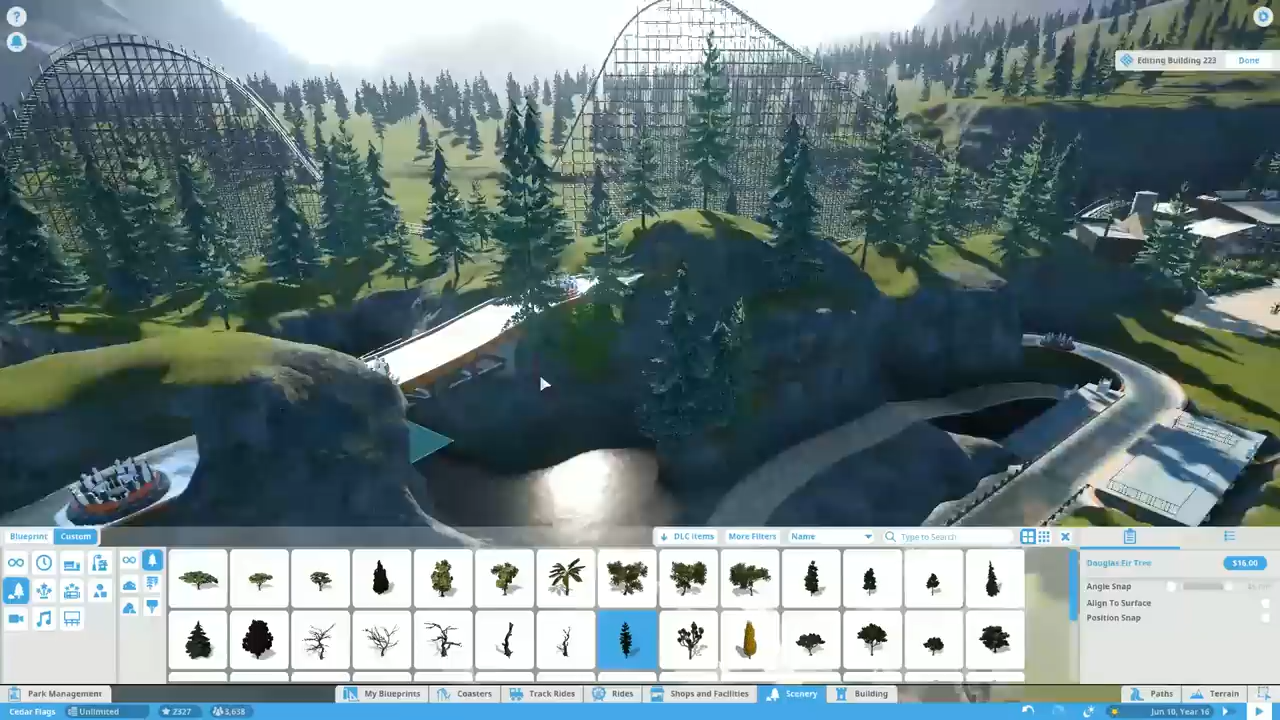 ?
Editing Building 223 Done
Blueprint Custom
DLC Items More Filters Name Type to Search
Douglas Fir Tree $16.00
Angle Snap
Align To Surface
Position Snap
Park Management My Blueprints Coasters Track Rides Rides Shops and Facilities Scenery Building Paths Terrain
Cedar Flags Unlimited 2327 3,638 Jun 10, Year 16